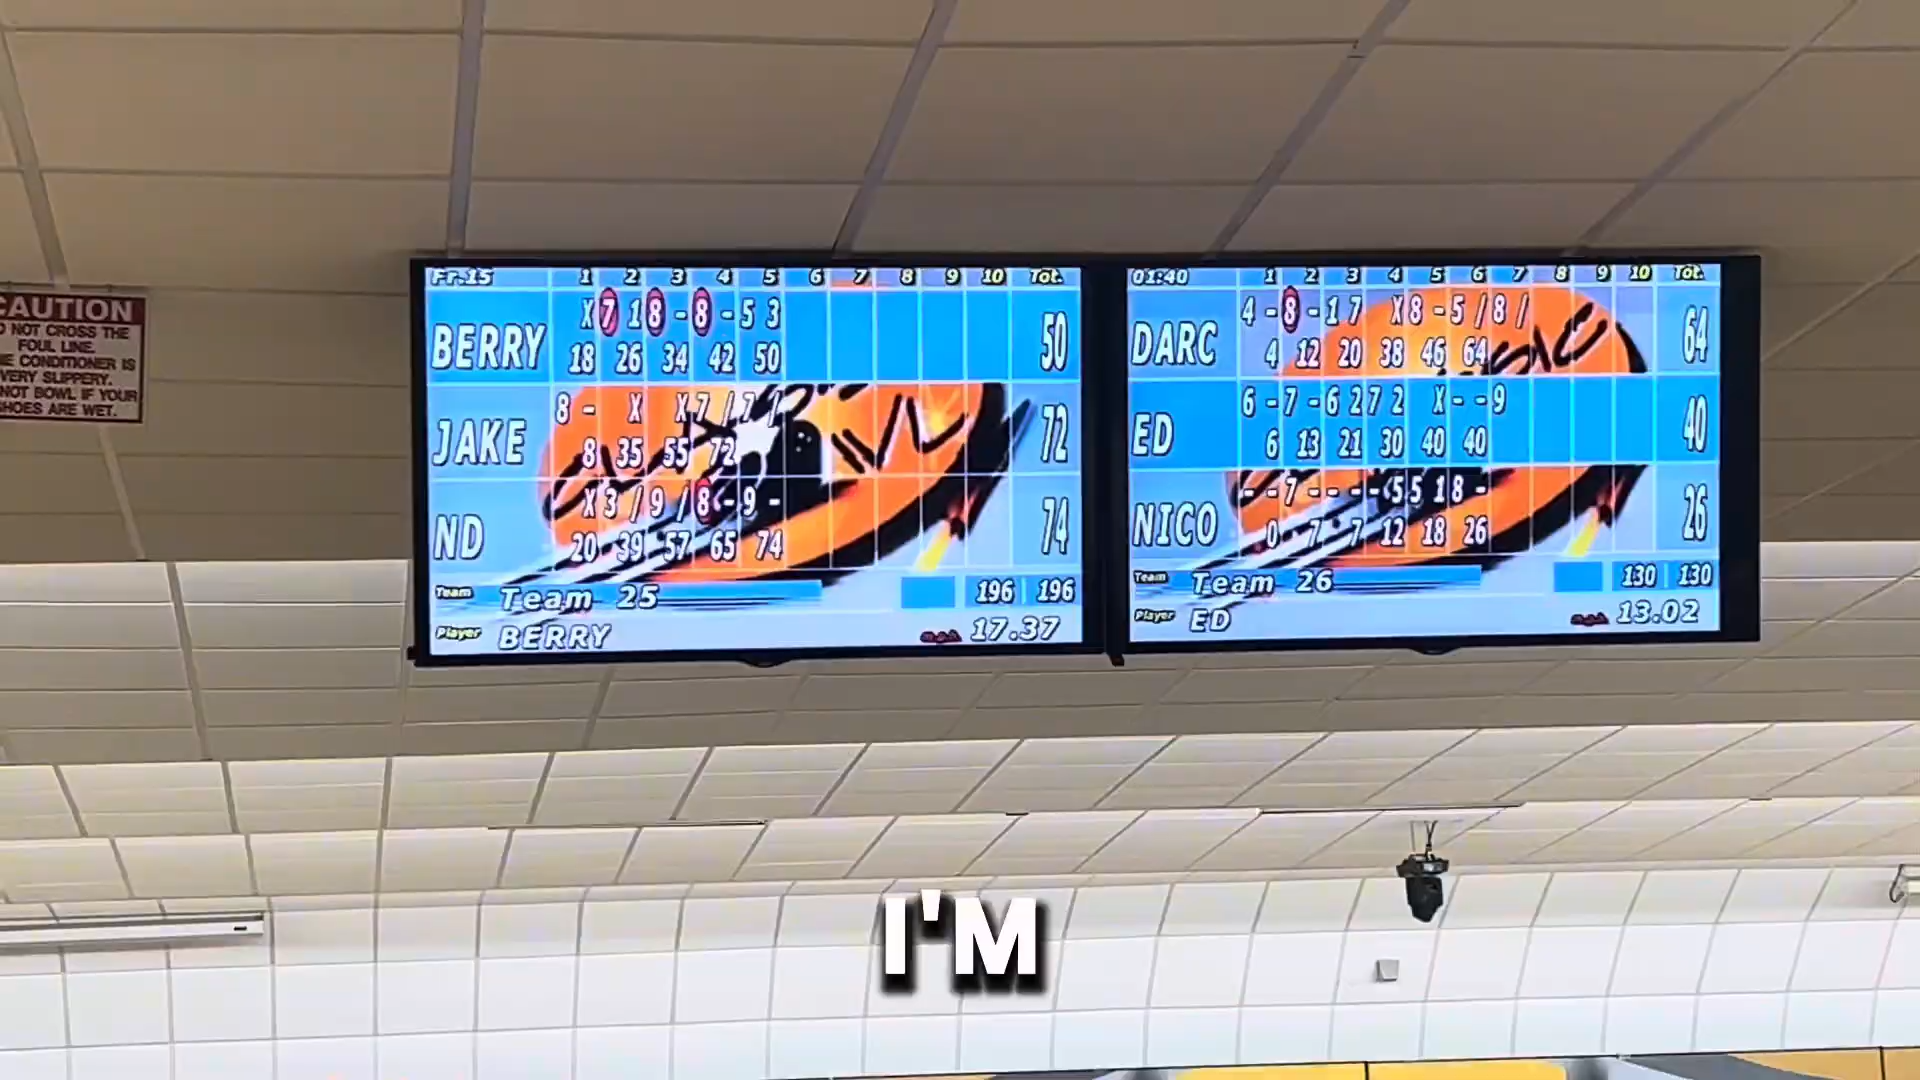 CAUTION
DO NOT CROSS THE
FOUL LINE.
CONDITIONER IS
VERY SLIPPERY.
NOT BOWL IF YOUR
SHOES ARE WET.
Fr.15 1 2 3 4 5 6 7 8 9 10 Tot.
BERRY X 7 1 8 - 8 - 5 3
18 26 34 42 50 50
JAKE 8 - X X 7 / 7 /
8 35 55 72 72
ND X 3 / 9 / 8 - 9 -
20 39 57 65 74 74
Team Team 25 196 196
Player BERRY m.p.h. 17.37
01:40 1 2 3 4 5 6 7 8 9 10 Tot.
DARC 4 - 8 - 1 7 X 8 - 5 / 8 /
4 12 20 38 46 64 64
ED 6 - 7 - 6 2 7 2 X - - 9
6 13 21 30 40 40 40
NICO - - 7 - - - - 5 5 1 8 -
0 7 7 12 18 26 26
Team Team 26 130 130
Player ED m.p.h. 13.02
I'M